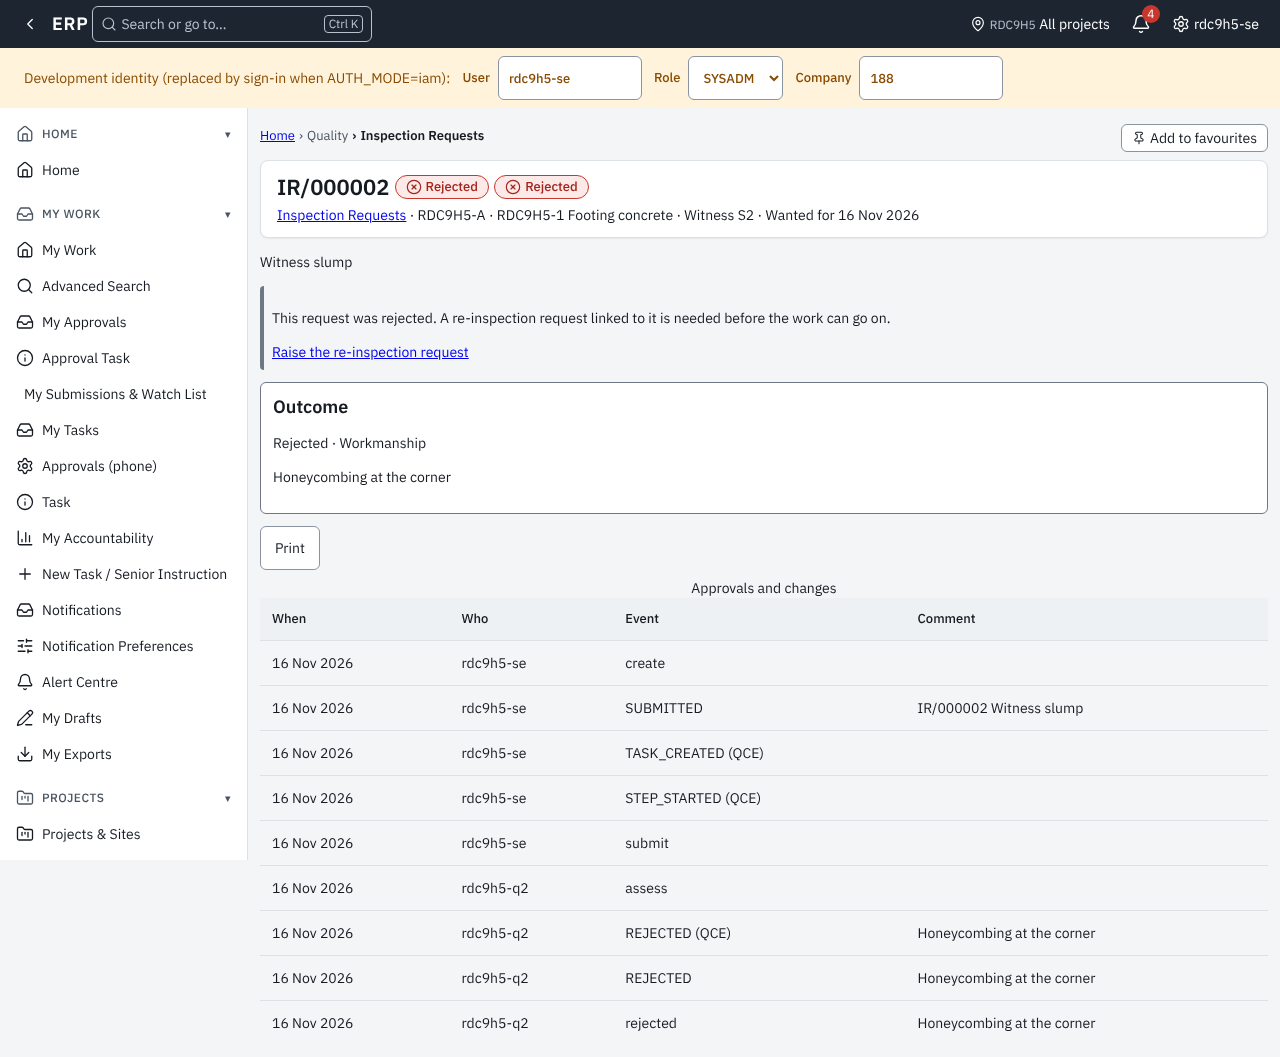 ERP Search or go to... Ctrl K RDC9H5 All projects 4 rdc9h5-se
Development identity (replaced by sign-in when AUTH_MODE=iam): User rdc9h5-se Role SYSADM Company 188
HOME
Home
MY WORK
My Work
Advanced Search
My Approvals
Approval Task
My Submissions & Watch List
My Tasks
Approvals (phone)
Task
My Accountability
New Task / Senior Instruction
Notifications
Notification Preferences
Alert Centre
My Drafts
My Exports
PROJECTS
Projects & Sites
Home › Quality › Inspection Requests
Add to favourites
IR/000002 Rejected Rejected
Inspection Requests · RDC9H5-A · RDC9H5-1 Footing concrete · Witness S2 · Wanted for 16 Nov 2026
Witness slump
This request was rejected. A re-inspection request linked to it is needed before the work can go on.
Raise the re-inspection request
Outcome
Rejected · Workmanship
Honeycombing at the corner
Print
Approvals and changes
When Who Event Comment
16 Nov 2026 rdc9h5-se create
16 Nov 2026 rdc9h5-se SUBMITTED IR/000002 Witness slump
16 Nov 2026 rdc9h5-se TASK_CREATED (QCE)
16 Nov 2026 rdc9h5-se STEP_STARTED (QCE)
16 Nov 2026 rdc9h5-se submit
16 Nov 2026 rdc9h5-q2 assess
16 Nov 2026 rdc9h5-q2 REJECTED (QCE) Honeycombing at the corner
16 Nov 2026 rdc9h5-q2 REJECTED Honeycombing at the corner
16 Nov 2026 rdc9h5-q2 rejected Honeycombing at the corner